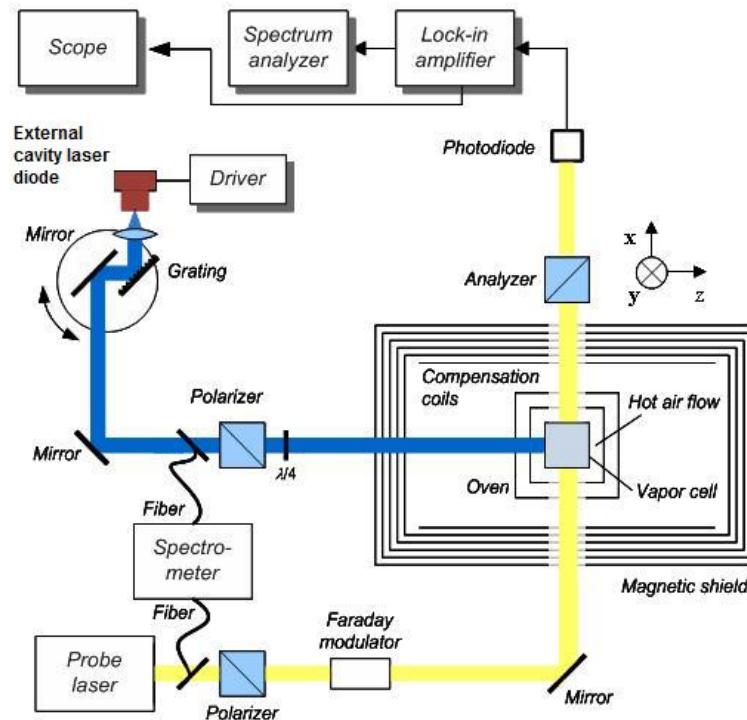 Scope
Spectrum
analyzer
Lock-in
amplifier
External
cavity laser
diode
Driver
Photodiode
Mirror
Grating
Analyzer
x
y
z
Compensation
coils
Hot air flow
Polarizer
Mirror
λ/4
Oven
Vapor cell
Fiber
Spectro-
meter
Magnetic shield
Fiber
Faraday
modulator
Probe
laser
Polarizer
Mirror